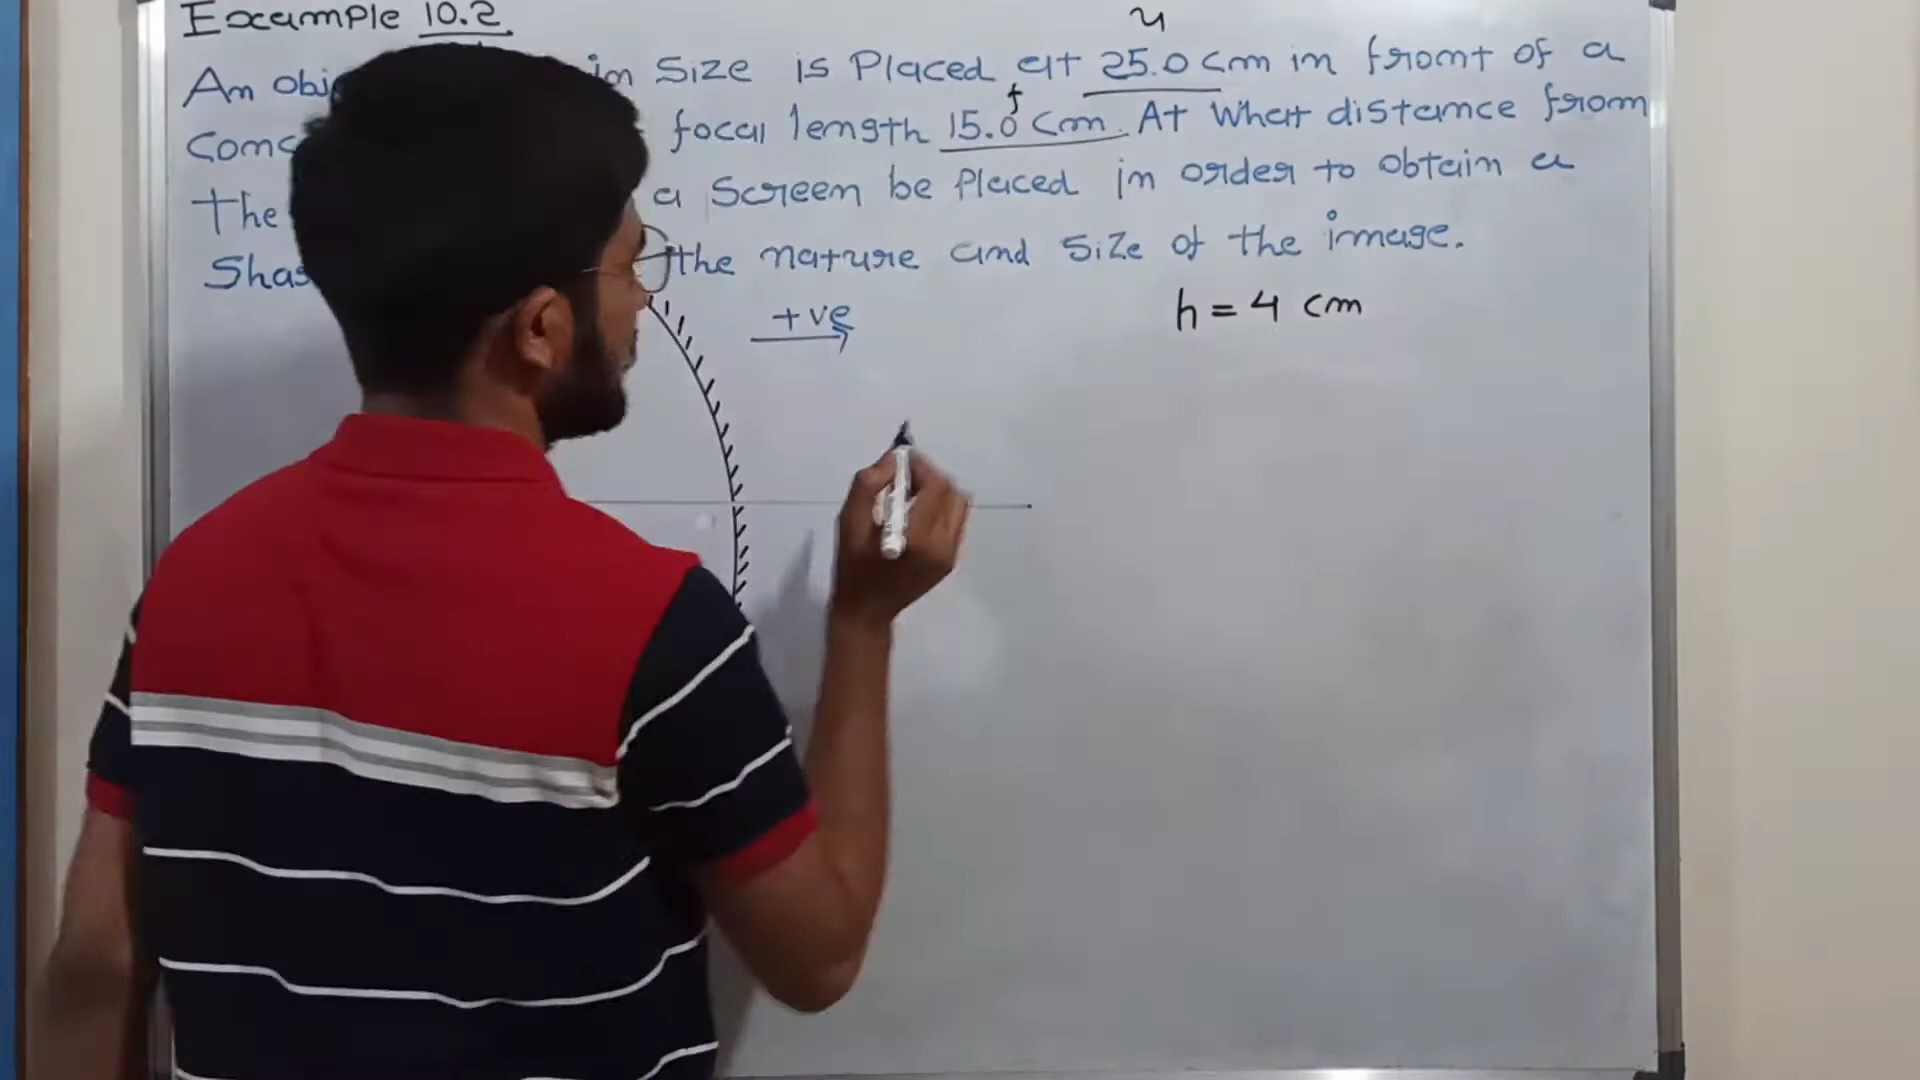 Example 10.2
u
An obj in size is Placed at 25.0 cm in front of a
f
conc focal length 15.0 cm. At What distance from
The a Screen be Placed in order to obtain a
Shar the nature and size of the image.
+ve
h = 4 cm